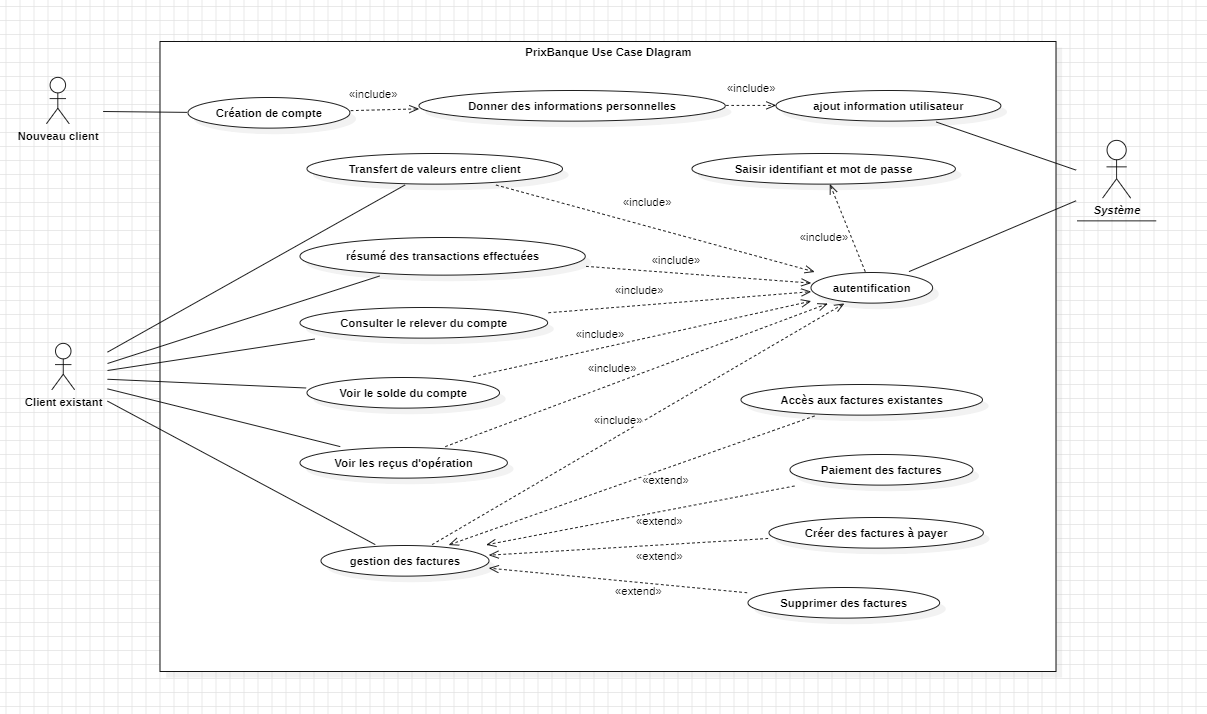 PrixBanque Use Case DIagram
Nouveau client
Création de compte
«include»
Donner des informations personnelles
«include»
ajout information utilisateur
Transfert de valeurs entre client
Saisir identifiant et mot de passe
Système
«include»
«include»
résumé des transactions effectuées
«include»
autentification
Consulter le relever du compte
«include»
Client existant
Voir le solde du compte
«include»
«include»
Accès aux factures existantes
Voir les reçus d'opération
«include»
Paiement des factures
«extend»
gestion des factures
«extend»
Créer des factures à payer
«extend»
«extend»
Supprimer des factures